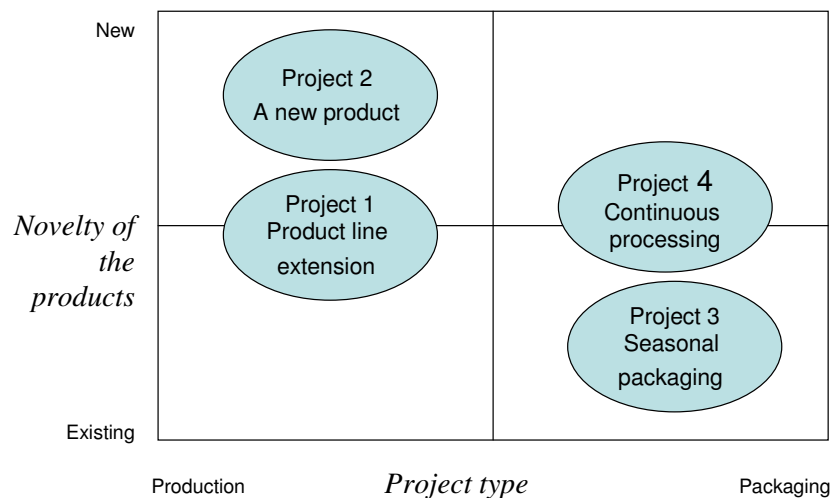 New
Project 2
A new product
Project 1
Product line
extension
Project 4
Continuous
processing
Novelty of
the
products
Project 3
Seasonal
packaging
Existing
Production
Project type
Packaging